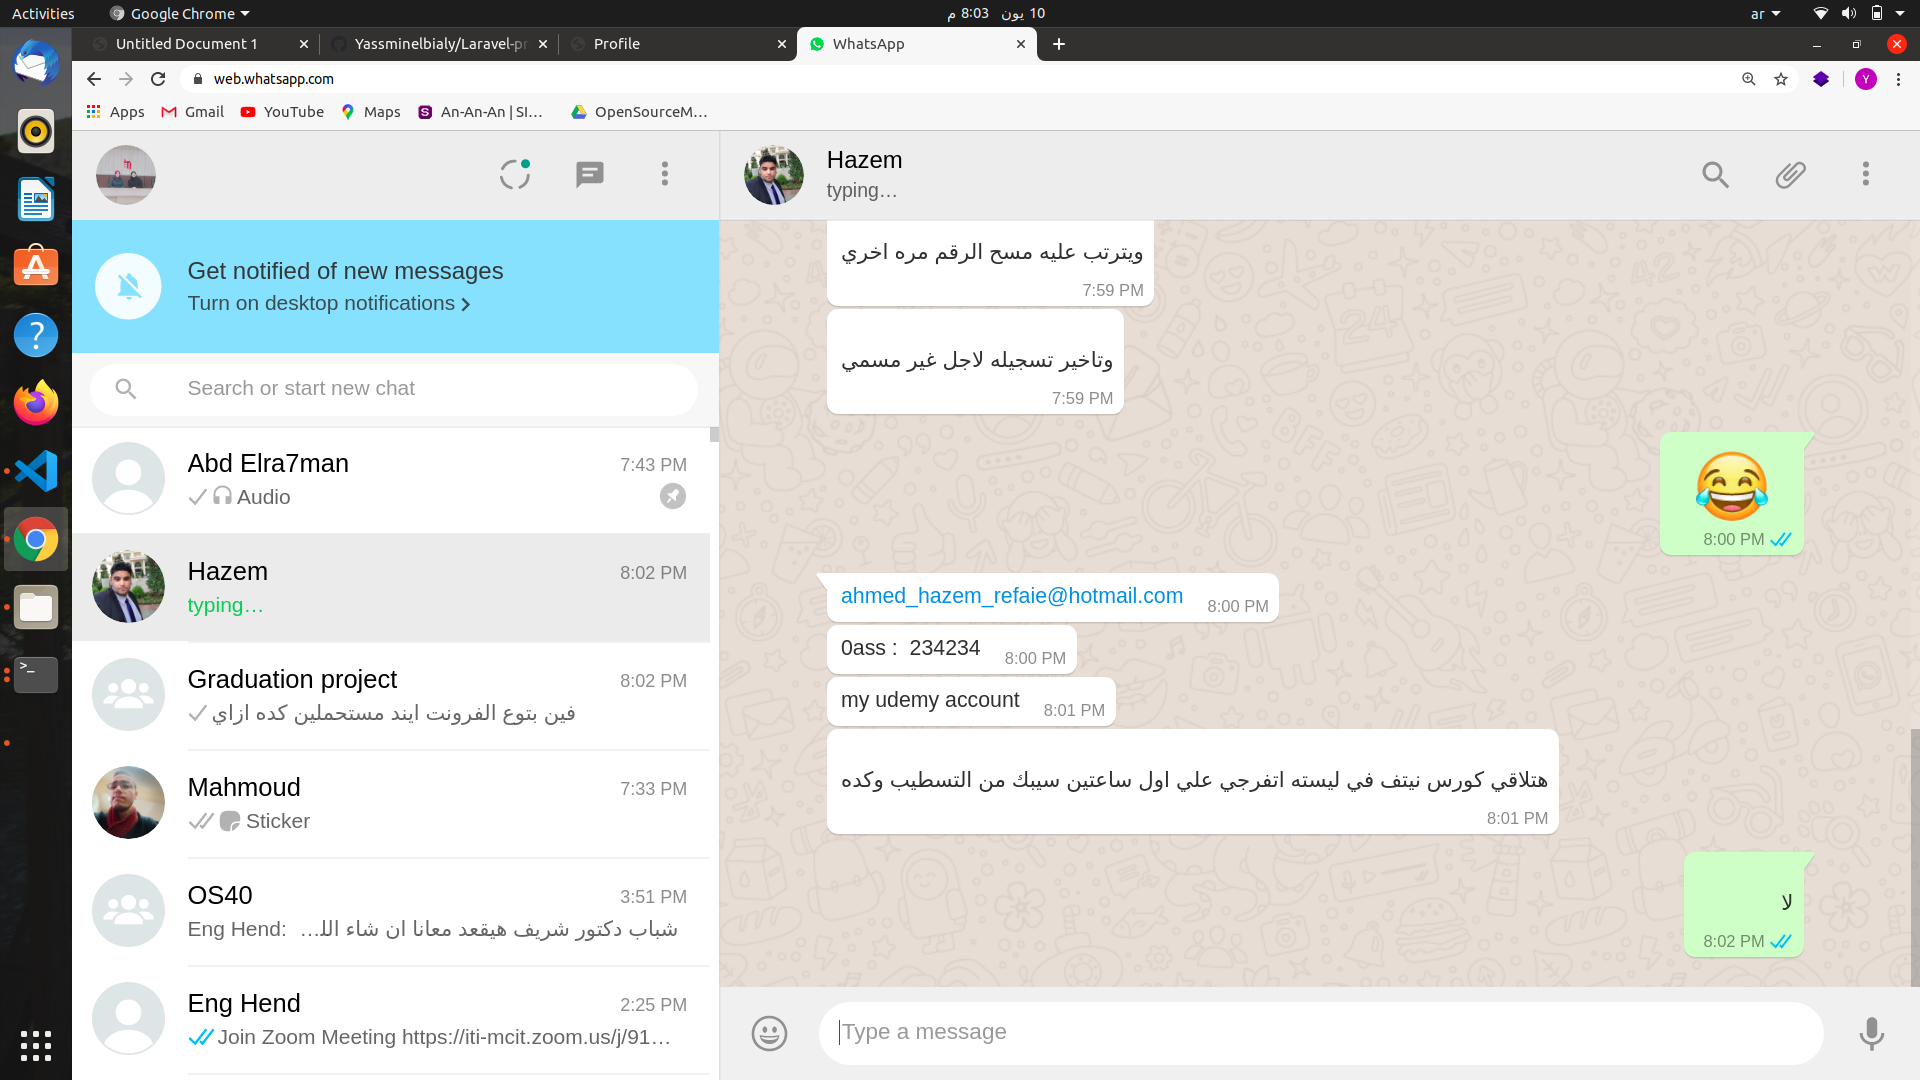 Activities
Google Chrome
10 يون  8:03 م
ar
Untitled Document 1
Yassminelbialy/Laravel-pr
Profile
WhatsApp
web.whatsapp.com
Y
Apps
Gmail
YouTube
Maps
An-An-An | SI…
OpenSourceM…
Get notified of new messages
Turn on desktop notifications
Search or start new chat
Abd Elra7man
7:43 PM
Audio
Hazem
8:02 PM
typing…
Graduation project
8:02 PM
فين بتوع الفرونت ايند مستحملين كده ازاي
Mahmoud
7:33 PM
Sticker
OS40
3:51 PM
Eng Hend: شباب دكتور شريف هيقعد معانا ان شاء الل…
Eng Hend
2:25 PM
Join Zoom Meeting https://iti-mcit.zoom.us/j/91…
Hazem
typing…
ويترتب عليه مسح الرقم مره اخري
7:59 PM
وتاخير تسجيله لاجل غير مسمي
7:59 PM
😂
8:00 PM
ahmed_hazem_refaie@hotmail.com
8:00 PM
0ass :  234234
8:00 PM
my udemy account
8:01 PM
هتلاقي كورس نيتف في ليسته اتفرجي علي اول ساعتين سيبك من التسطيب وكده
8:01 PM
لا
8:02 PM
Type a message